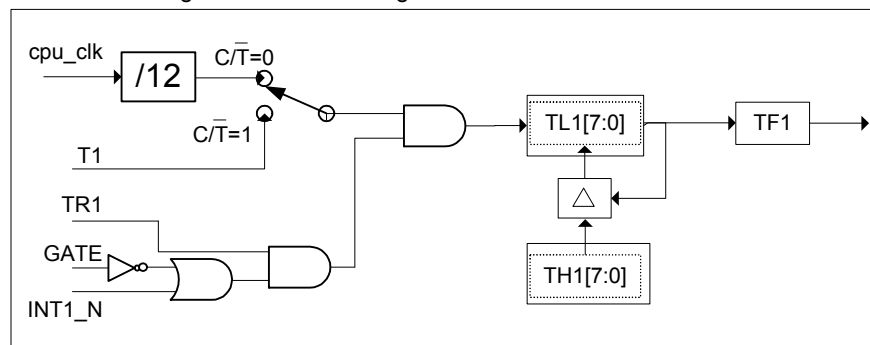 cpu_clk
/12
C/T̅=0
C/T̅=1
T1
TR1
GATE
INT1_N
TL1[7:0]
TF1
△
TH1[7:0]